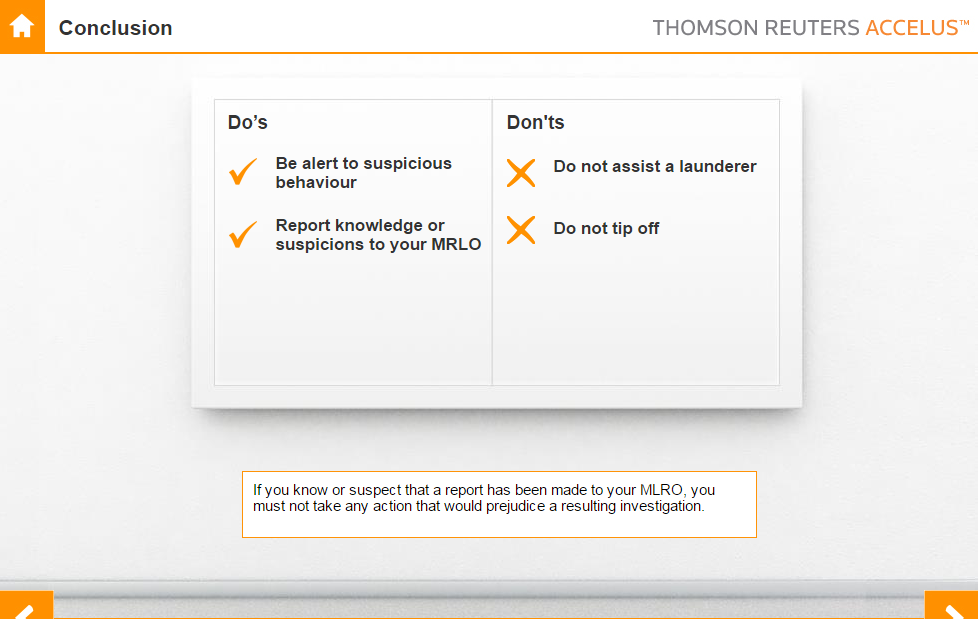 Conclusion
THOMSON REUTERS ACCELUS™
Do’s
Be alert to suspicious
behaviour
Report knowledge or
suspicions to your MRLO
Don'ts
Do not assist a launderer
Do not tip off
If you know or suspect that a report has been made to your MLRO, you
must not take any action that would prejudice a resulting investigation.